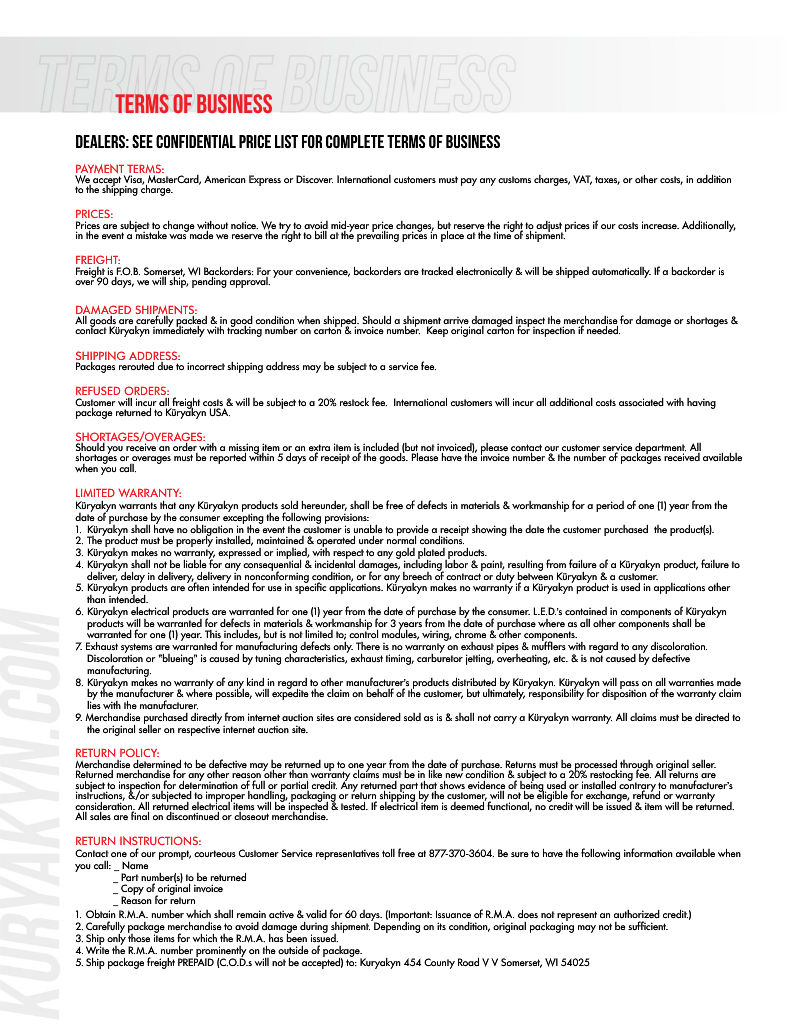 TERMS OF BUSINESS
TERMS OF BUSINESS
DEALERS: SEE CONFIDENTIAL PRICE LIST FOR COMPLETE TERMS OF BUSINESS
PAYMENT TERMS:
We accept Visa, MasterCard, American Express or Discover. International customers must pay any customs charges, VAT, taxes, or other costs, in addition
to the shipping charge.
PRICES:
Prices are subject to change without notice. We try to avoid mid-year price changes, but reserve the right to adjust prices if our costs increase. Additionally,
in the event a mistake was made we reserve the right to bill at the prevailing prices in place at the time of shipment.
FREIGHT:
Freight is F.O.B. Somerset, WI Backorders: For your convenience, backorders are tracked electronically & will be shipped automatically. If a backorder is
over 90 days, we will ship, pending approval.
DAMAGED SHIPMENTS:
All goods are carefully packed & in good condition when shipped. Should a shipment arrive damaged inspect the merchandise for damage or shortages &
contact Küryakyn immediately with tracking number on carton & invoice number. Keep original carton for inspection if needed.
SHIPPING ADDRESS:
Packages rerouted due to incorrect shipping address may be subject to a service fee.
REFUSED ORDERS:
Customer will incur all freight costs & will be subject to a 20% restock fee. International customers will incur all additional costs associated with having
package returned to Küryakyn USA.
SHORTAGES/OVERAGES:
Should you receive an order with a missing item or an extra item is included (but not invoiced), please contact our customer service department. All
shortages or overages must be reported within 5 days of receipt of the goods. Please have the invoice number & the number of packages received available
when you call.
LIMITED WARRANTY:
Küryakyn warrants that any Küryakyn products sold hereunder, shall be free of defects in materials & workmanship for a period of one (1) year from the
date of purchase by the consumer excepting the following provisions:
1. Küryakyn shall have no obligation in the event the customer is unable to provide a receipt showing the date the customer purchased the product(s).
2. The product must be properly installed, maintained & operated under normal conditions.
3. Küryakyn makes no warranty, expressed or implied, with respect to any gold plated products.
4. Küryakyn shall not be liable for any consequential & incidental damages, including labor & paint, resulting from failure of a Küryakyn product, failure to
deliver, delay in delivery, delivery in nonconforming condition, or for any breech of contract or duty between Küryakyn & a customer.
5. Küryakyn products are often intended for use in specific applications. Küryakyn makes no warranty if a Küryakyn product is used in applications other
than intended.
6. Küryakyn electrical products are warranted for one (1) year from the date of purchase by the consumer. L.E.D.'s contained in components of Küryakyn
products will be warranted for defects in materials & workmanship for 3 years from the date of purchase where as all other components shall be
warranted for one (1) year. This includes, but is not limited to; control modules, wiring, chrome & other components.
7. Exhaust systems are warranted for manufacturing defects only. There is no warranty on exhaust pipes & mufflers with regard to any discoloration.
Discoloration or "blueing" is caused by tuning characteristics, exhaust timing, carburetor jetting, overheating, etc. & is not caused by defective
manufacturing.
8. Küryakyn makes no warranty of any kind in regard to other manufacturer's products distributed by Küryakyn. Küryakyn will pass on all warranties made
by the manufacturer & where possible, will expedite the claim on behalf of the customer, but ultimately, responsibility for disposition of the warranty claim
lies with the manufacturer.
9. Merchandise purchased directly from internet auction sites are considered sold as is & shall not carry a Küryakyn warranty. All claims must be directed to
the original seller on respective internet auction site.
RETURN POLICY:
Merchandise determined to be defective may be returned up to one year from the date of purchase. Returns must be processed through original seller.
Returned merchandise for any other reason other than warranty claims must be in like new condition & subject to a 20% restocking fee. All returns are
subject to inspection for determination of full or partial credit. Any returned part that shows evidence of being used or installed contrary to manufacturer's
instructions, &/or subjected to improper handling, packaging or return shipping by the customer, will not be eligible for exchange, refund or warranty
consideration. All returned electrical items will be inspected & tested. If electrical item is deemed functional, no credit will be issued & item will be returned.
All sales are final on discontinued or closeout merchandise.
RETURN INSTRUCTIONS:
Contact one of our prompt, courteous Customer Service representatives toll free at 877-370-3604. Be sure to have the following information available when
you call: _ Name
_ Part number(s) to be returned
_ Copy of original invoice
_ Reason for return
1. Obtain R.M.A. number which shall remain active & valid for 60 days. (Important: Issuance of R.M.A. does not represent an authorized credit.)
2. Carefully package merchandise to avoid damage during shipment. Depending on its condition, original packaging may not be sufficient.
3. Ship only those items for which the R.M.A. has been issued.
4. Write the R.M.A. number prominently on the outside of package.
5. Ship package freight PREPAID (C.O.D.s will not be accepted) to: Kuryakyn 454 County Road V V Somerset, WI 54025
KURYAKYN.COM